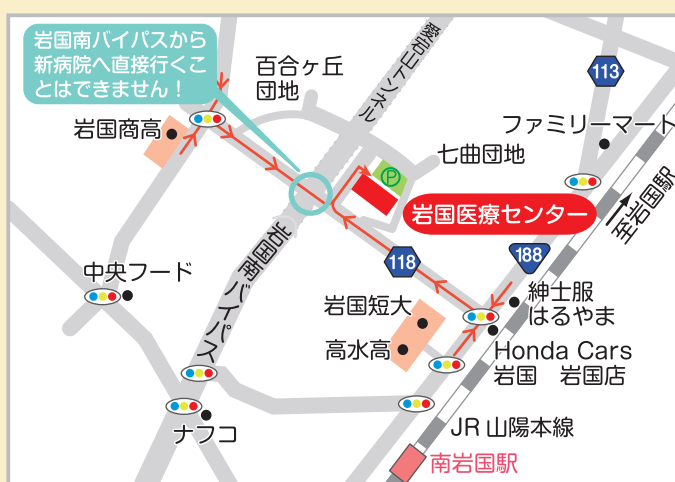 岩国南バイパスから
新病院へ直接行くこ
とはできません！
百合ヶ丘
団地
愛宕山トンネル
113
ファミリーマート
岩国商高
七曲団地
P
岩国医療センター
至岩国駅
岩国南バイパス
118
188
中央フード
岩国短大
高水高
紳士服
はるやま
Honda Cars
岩国　岩国店
ナフコ
JR 山陽本線
南岩国駅